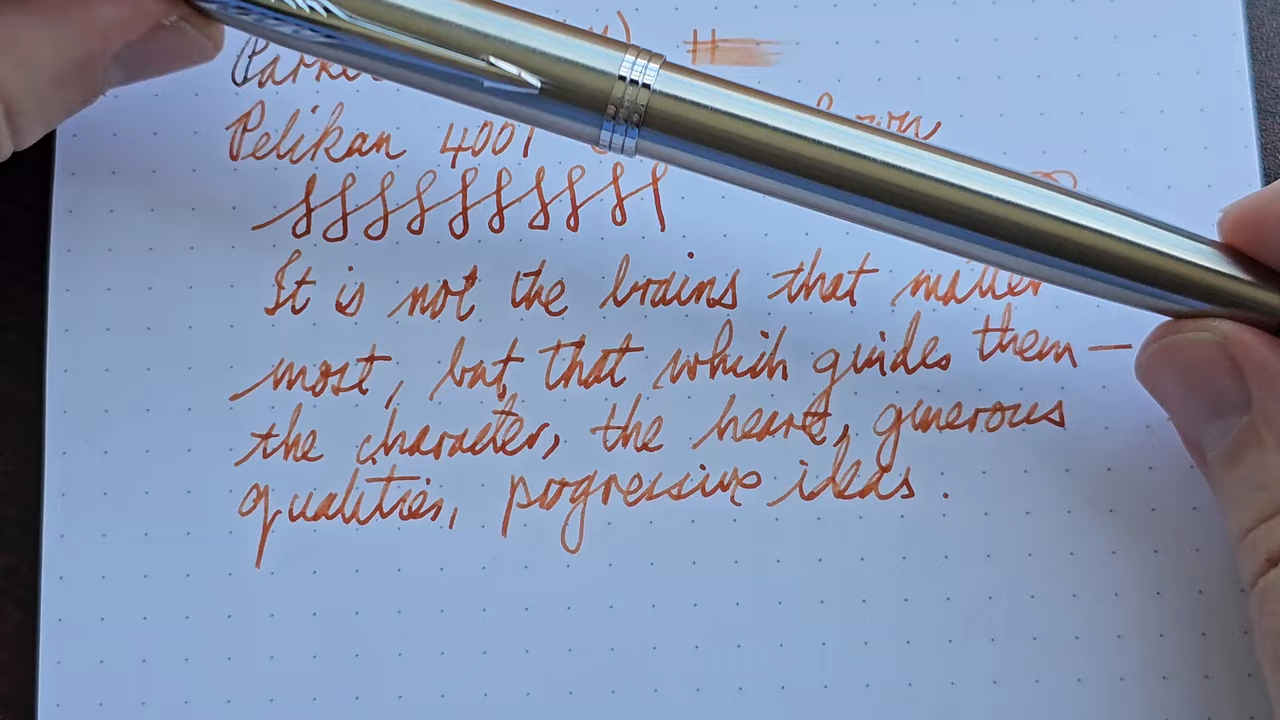 Parker
Pelikan 4001
It is not the brains that matter
most, but that which guides them —
the character, the heart, generous
qualities, progressive ideas.